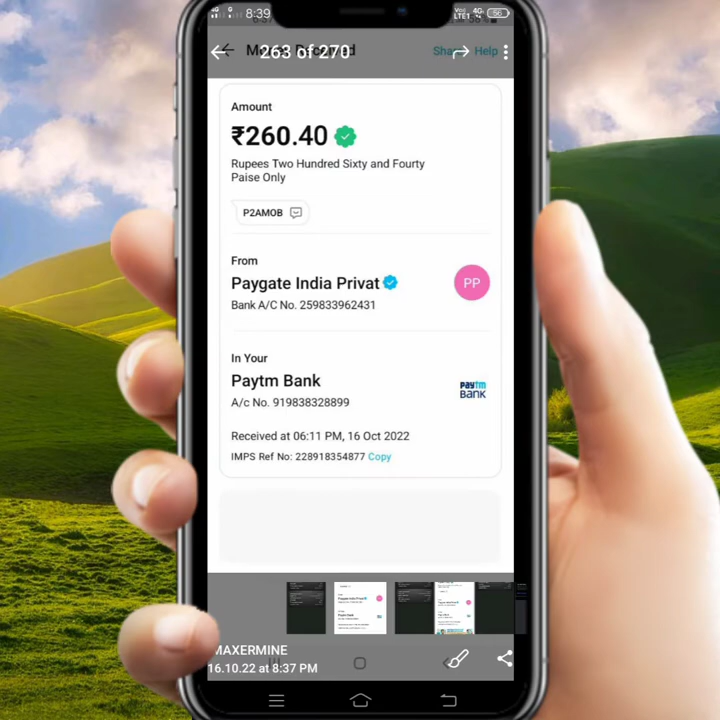 8:39
263 of 270
Help
Amount
₹260.40
Rupees Two Hundred Sixty and Fourty
Paise Only
P2AMOB
From
Paygate India Privat
PP
Bank A/C No. 259833962431
In Your
Paytm Bank
paytm
BANK
A/c No. 919838328899
Received at 06:11 PM, 16 Oct 2022
IMPS Ref No: 228918354877 Copy
MAXERMINE
16.10.22 at 8:37 PM